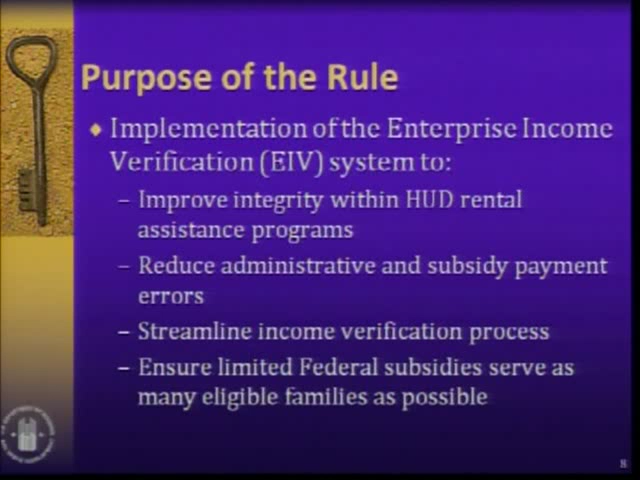 Purpose of the Rule
♦ Implementation of the Enterprise Income
Verification (EIV) system to:
– Improve integrity within HUD rental
assistance programs
– Reduce administrative and subsidy payment
errors
– Streamline income verification process
– Ensure limited Federal subsidies serve as
many eligible families as possible